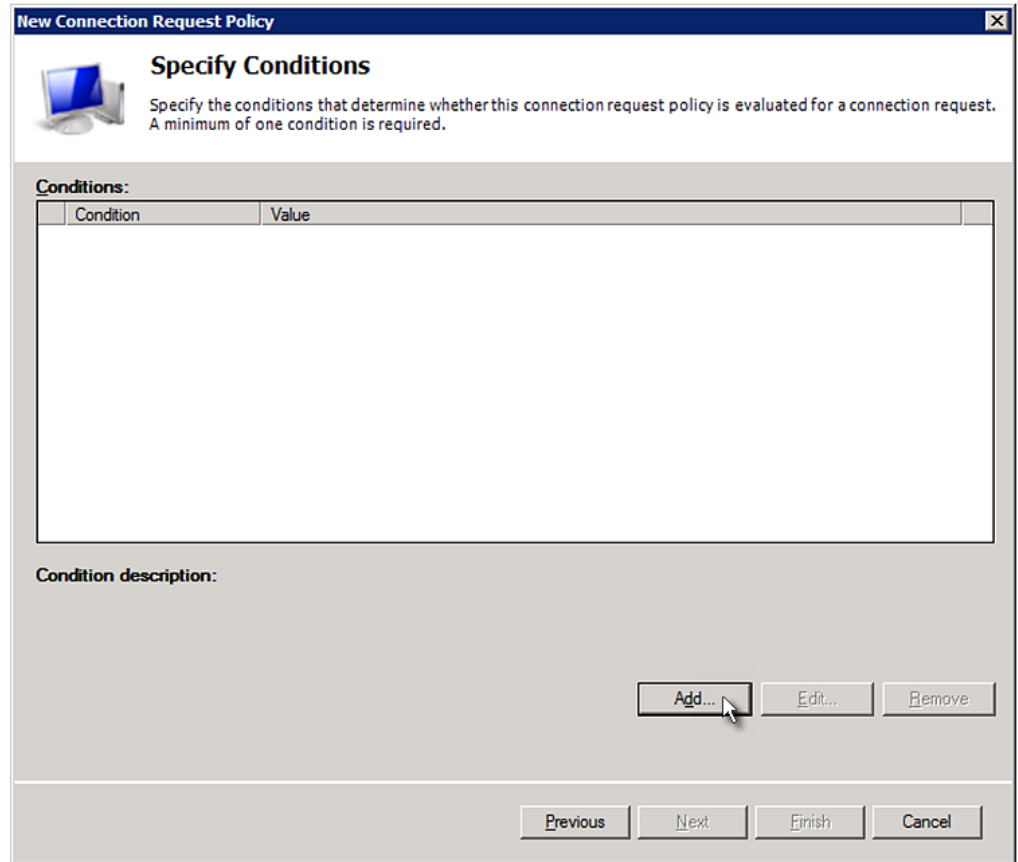 New Connection Request Policy
Specify Conditions
Specify the conditions that determine whether this connection request policy is evaluated for a connection request.
A minimum of one condition is required.
Conditions:
Condition Value
Condition description:
Add... Edit... Remove
Previous Next Finish Cancel